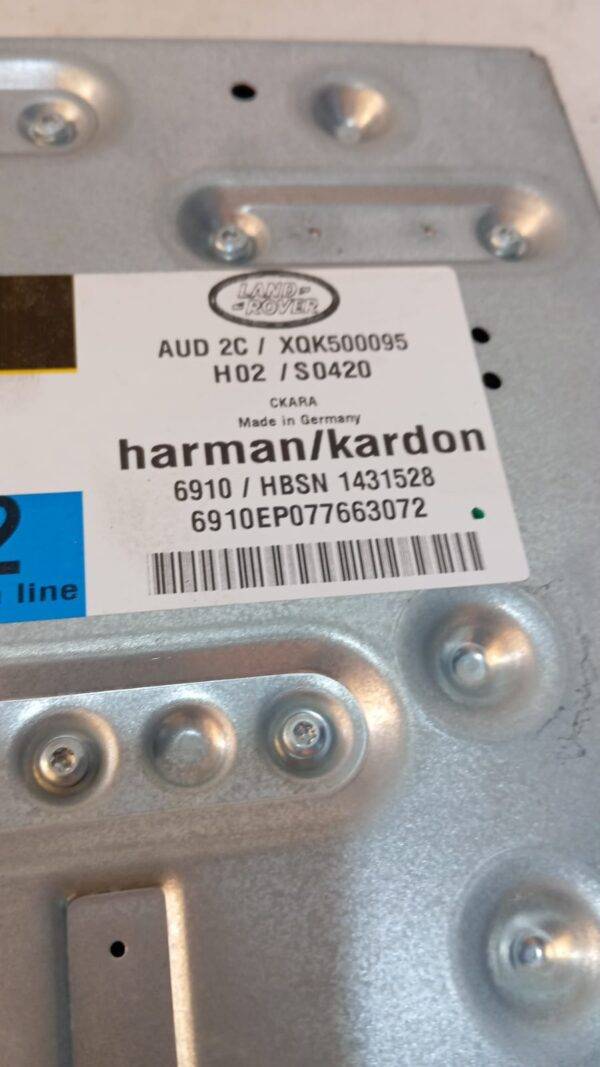 LAND-
-ROVER
AUD 2C / XQK500095
H02 / S0420
CKARA
Made in Germany
harman/kardon
6910 / HBSN 1431528
6910EP077663072
2
line